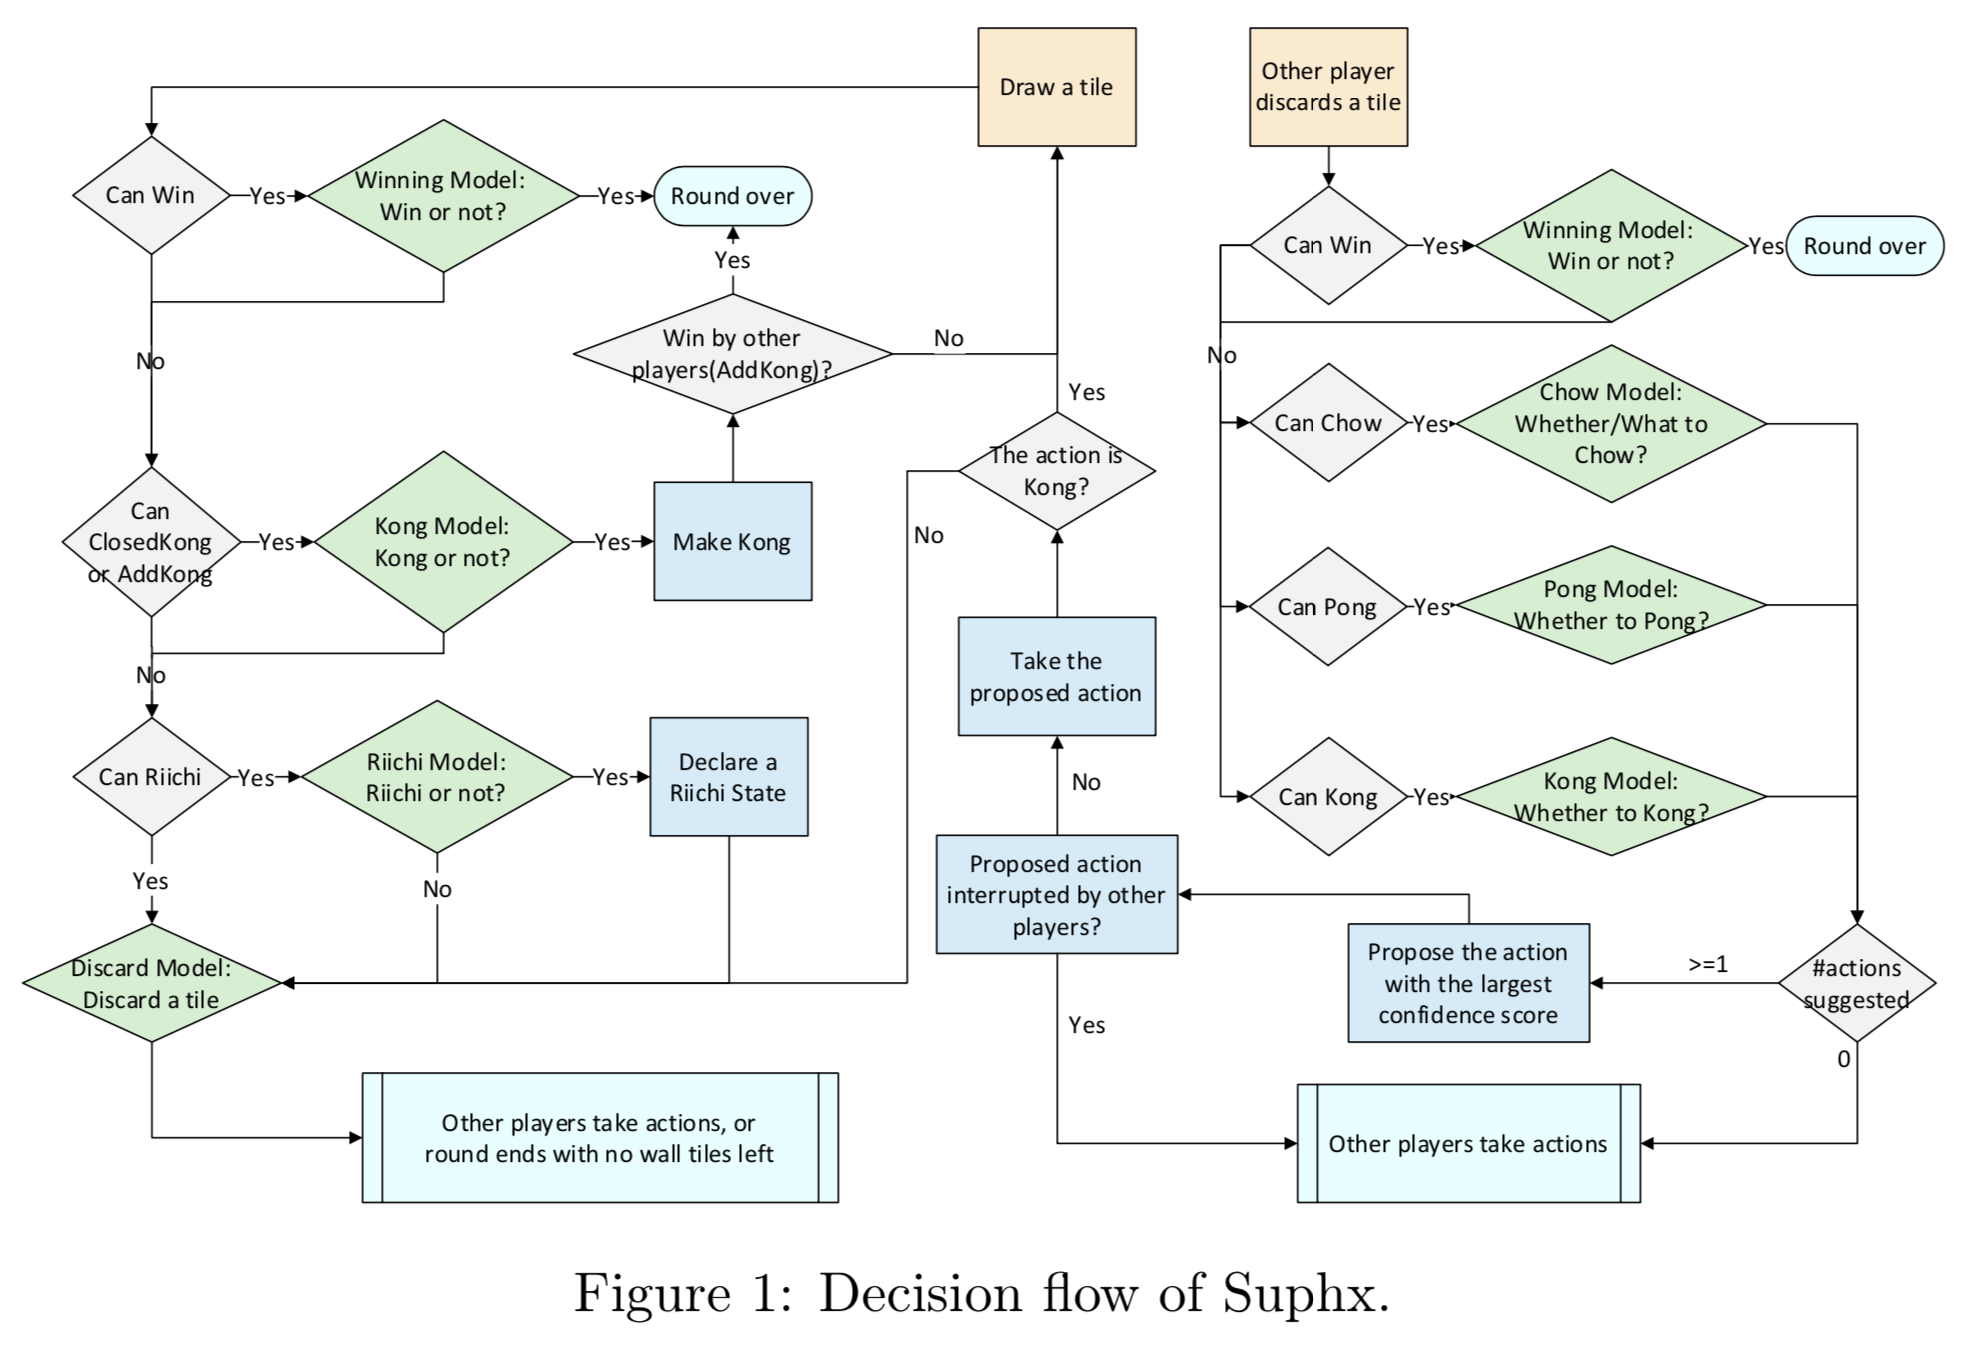 Draw a tile
Other player
discards a tile
Can Win
Yes
Winning Model:
Win or not?
Yes
Round over
No
Yes
Win by other
players(AddKong)?
No
Can
ClosedKong
or AddKong
Yes
Kong Model:
Kong or not?
Yes
Make Kong
No
Can Riichi
Yes
Riichi Model:
Riichi or not?
Yes
Declare a
Riichi State
Yes
No
Discard Model:
Discard a tile
Other players take actions, or
round ends with no wall tiles left
Yes
The action is
Kong?
No
Take the
proposed action
No
Proposed action
interrupted by other
players?
Yes
Can Win
Yes
Winning Model:
Win or not?
Yes
Round over
No
Can Chow
Yes
Chow Model:
Whether/What to
Chow?
Can Pong
Yes
Pong Model:
Whether to Pong?
Can Kong
Yes
Kong Model:
Whether to Kong?
Propose the action
with the largest
confidence score
>=1
#actions
suggested
0
Other players take actions
Figure 1: Decision flow of Suphx.